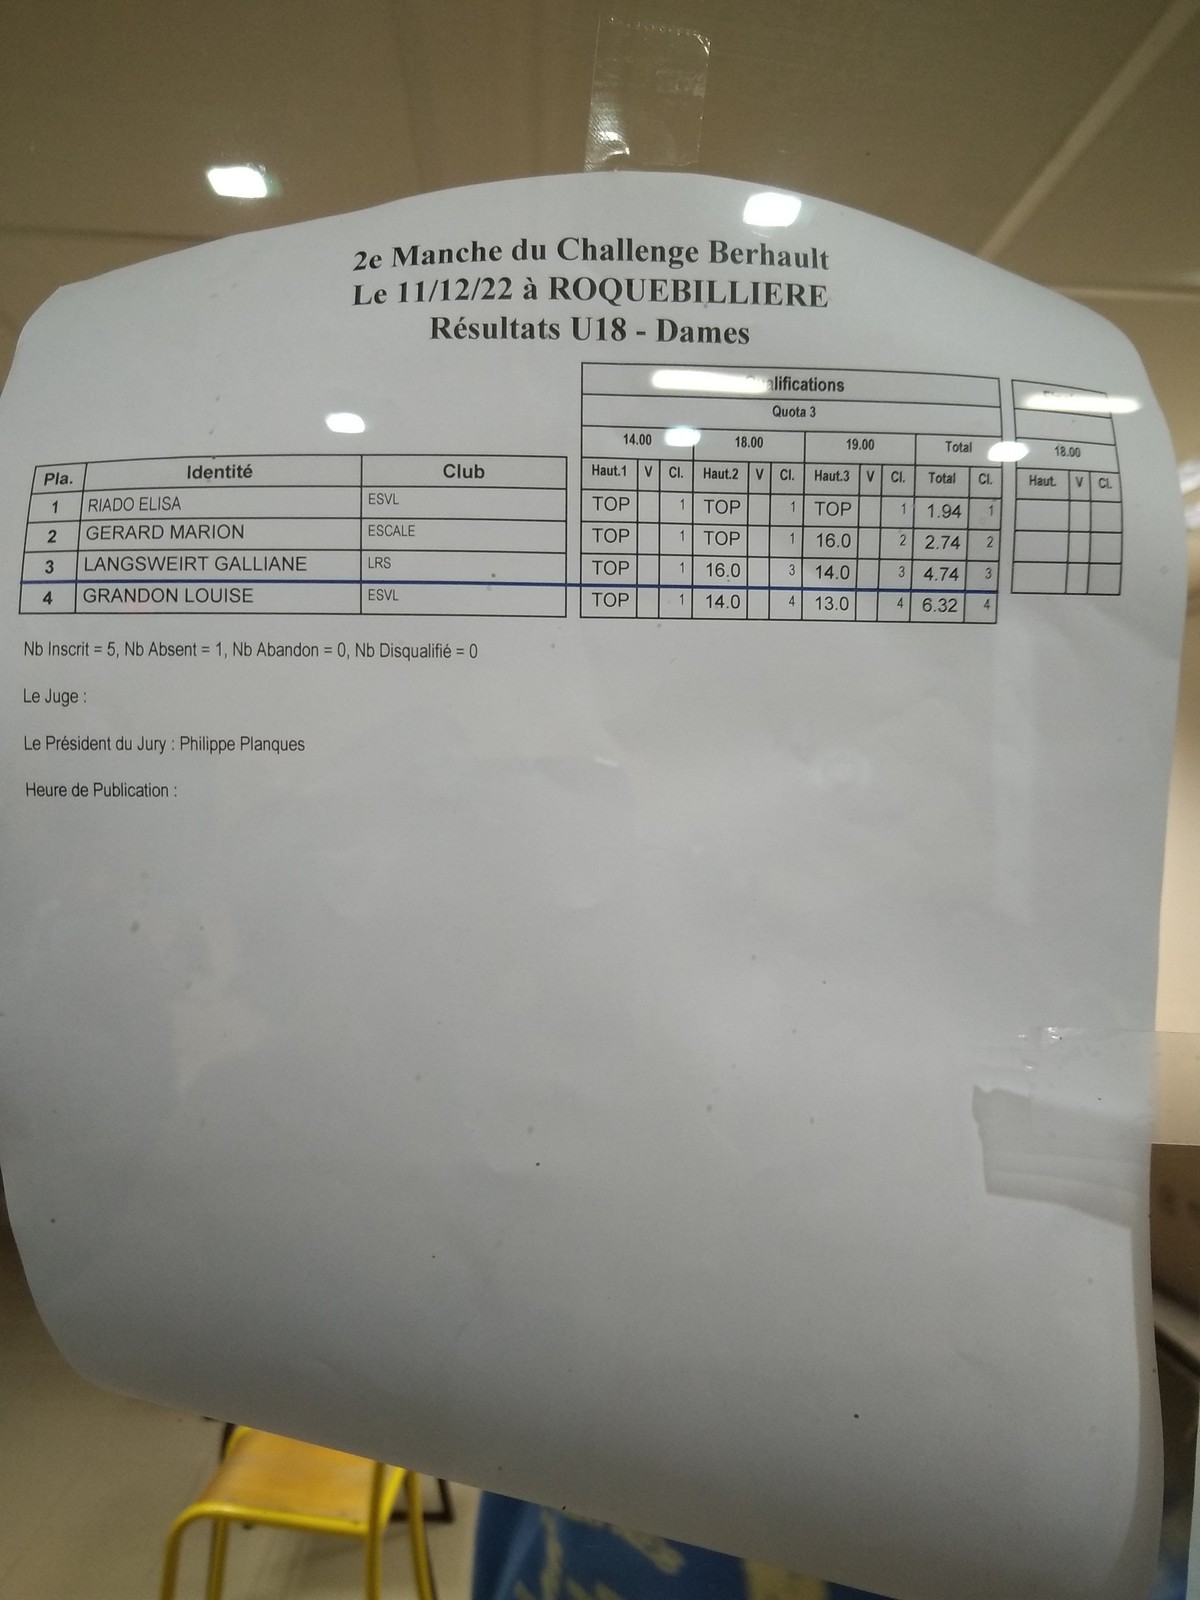 2e Manche du Challenge Berhault
Le 11/12/22 à ROQUEBILLIERE
Résultats U18 - Dames
Qualifications
Quota 3
14.00 18.00 19.00 Total 18.00
Pla. Identité Club Haut.1 V Cl. Haut.2 V Cl. Haut.3 V Cl. Total Cl. Haut. V Cl.
1 RIADO ELISA ESVL TOP 1 TOP 1 TOP 1 1.94 1
2 GERARD MARION ESCALE TOP 1 TOP 1 16.0 2 2.74 2
3 LANGSWEIRT GALLIANE LRS TOP 1 16.0 3 14.0 3 4.74 3
4 GRANDON LOUISE ESVL TOP 1 14.0 4 13.0 4 6.32 4
Nb Inscrit = 5, Nb Absent = 1, Nb Abandon = 0, Nb Disqualifié = 0
Le Juge :
Le Président du Jury : Philippe Planques
Heure de Publication :